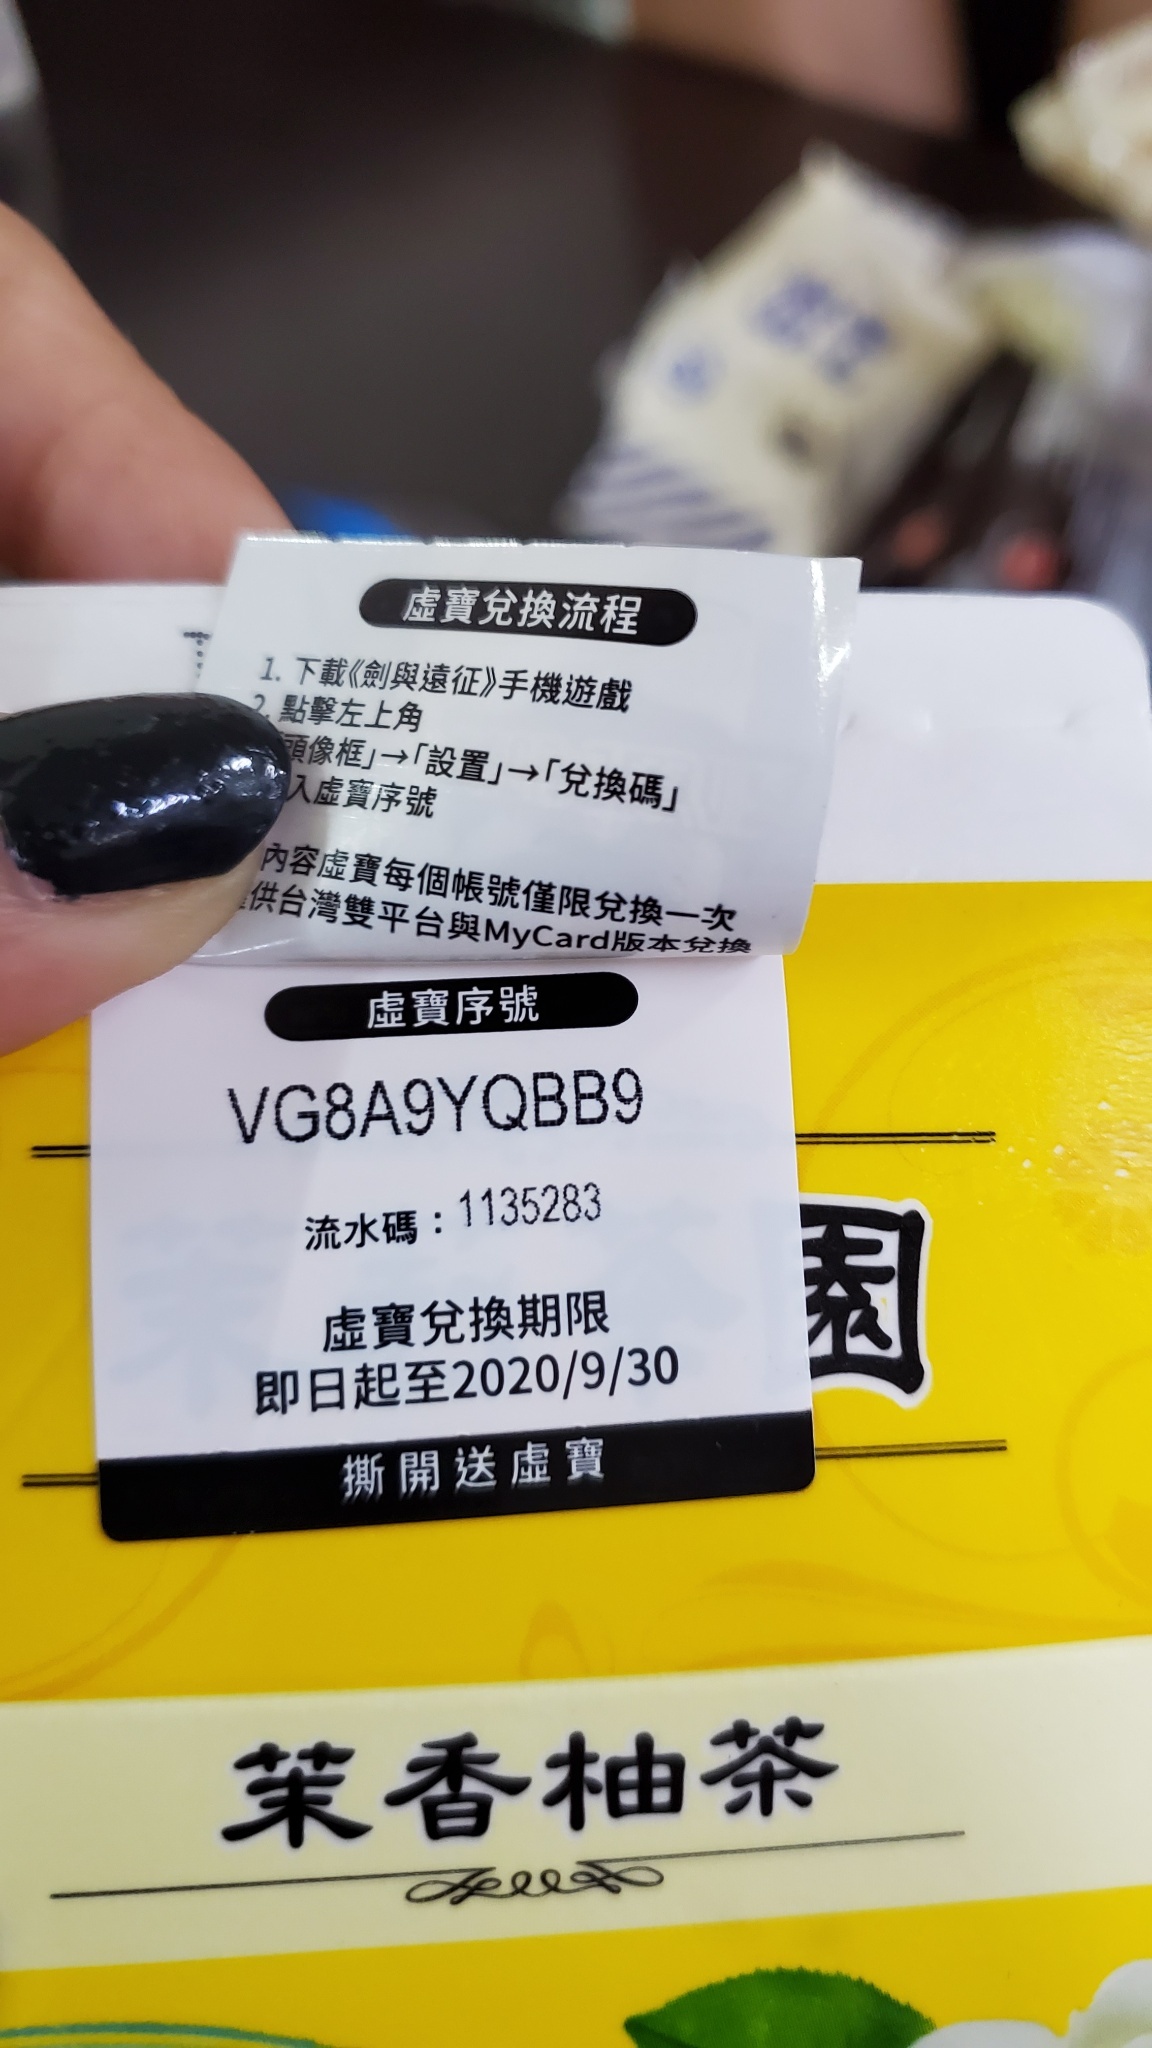 虛寶兌換流程
1. 下載《劍與遠征》手機遊戲
2. 點擊左上角
頭像框」→「設置」→「兌換碼」
入虛寶序號
內容虛寶每個帳號僅限兌換一次
供台灣雙平台與MyCard版本兌換
虛寶序號
VG8A9YQBB9
流水碼：1135283
虛寶兌換期限
即日起至2020/9/30
撕開送虛寶
園
茉香柚茶